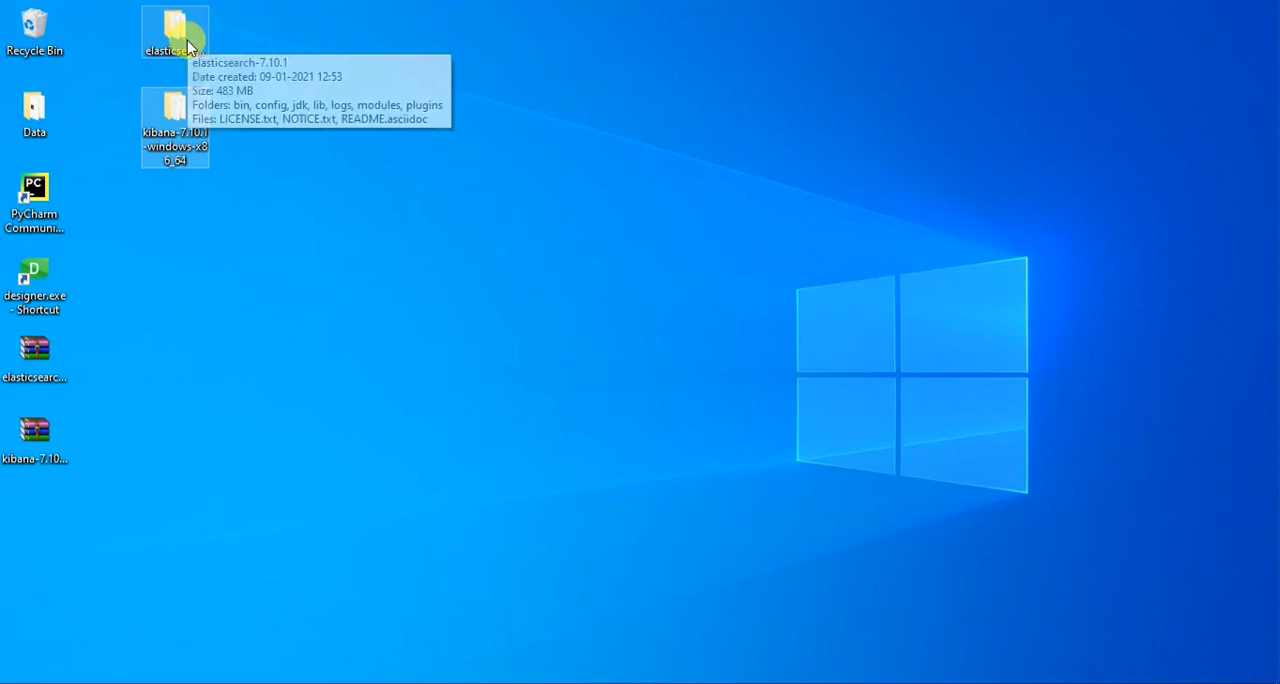 Recycle Bin
Data
PC
PyCharm
Communi...
D
designer.exe
- Shortcut
elasticsearc...
kibana-7.10...
elasticse...
elasticsearch-7.10.1
Date created: 09-01-2021 12:53
Size: 483 MB
Folders: bin, config, jdk, lib, logs, modules, plugins
Files: LICENSE.txt, NOTICE.txt, README.asciidoc
kibana-7.10.1
-windows-x8
6_64